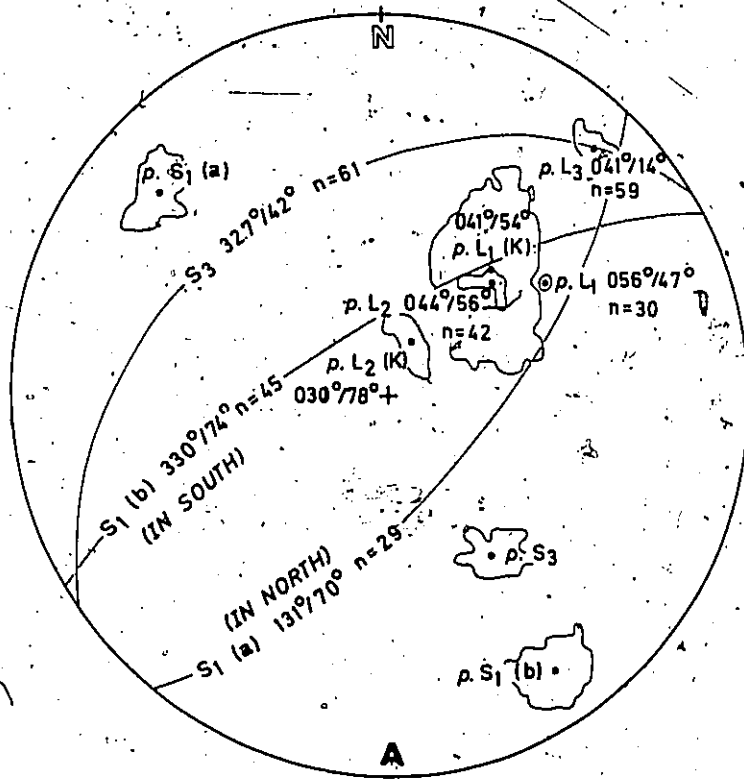 N
p. S₁ (a)
S₃ 327°/42° n=61
p. L₃ 041°/14°
n=59
041°/54°
p. L₁ (K)
p. L₁ 056°/47°
n=30
p. L₂ 044°/56°
n=42
p. L₂ (K)
030°/78°+
S₁ (b) 330°/74° n=45
(IN SOUTH)
(IN NORTH)
S₁ (a) 131°/70° n=29
p. S₃
p. S₁ (b)
A